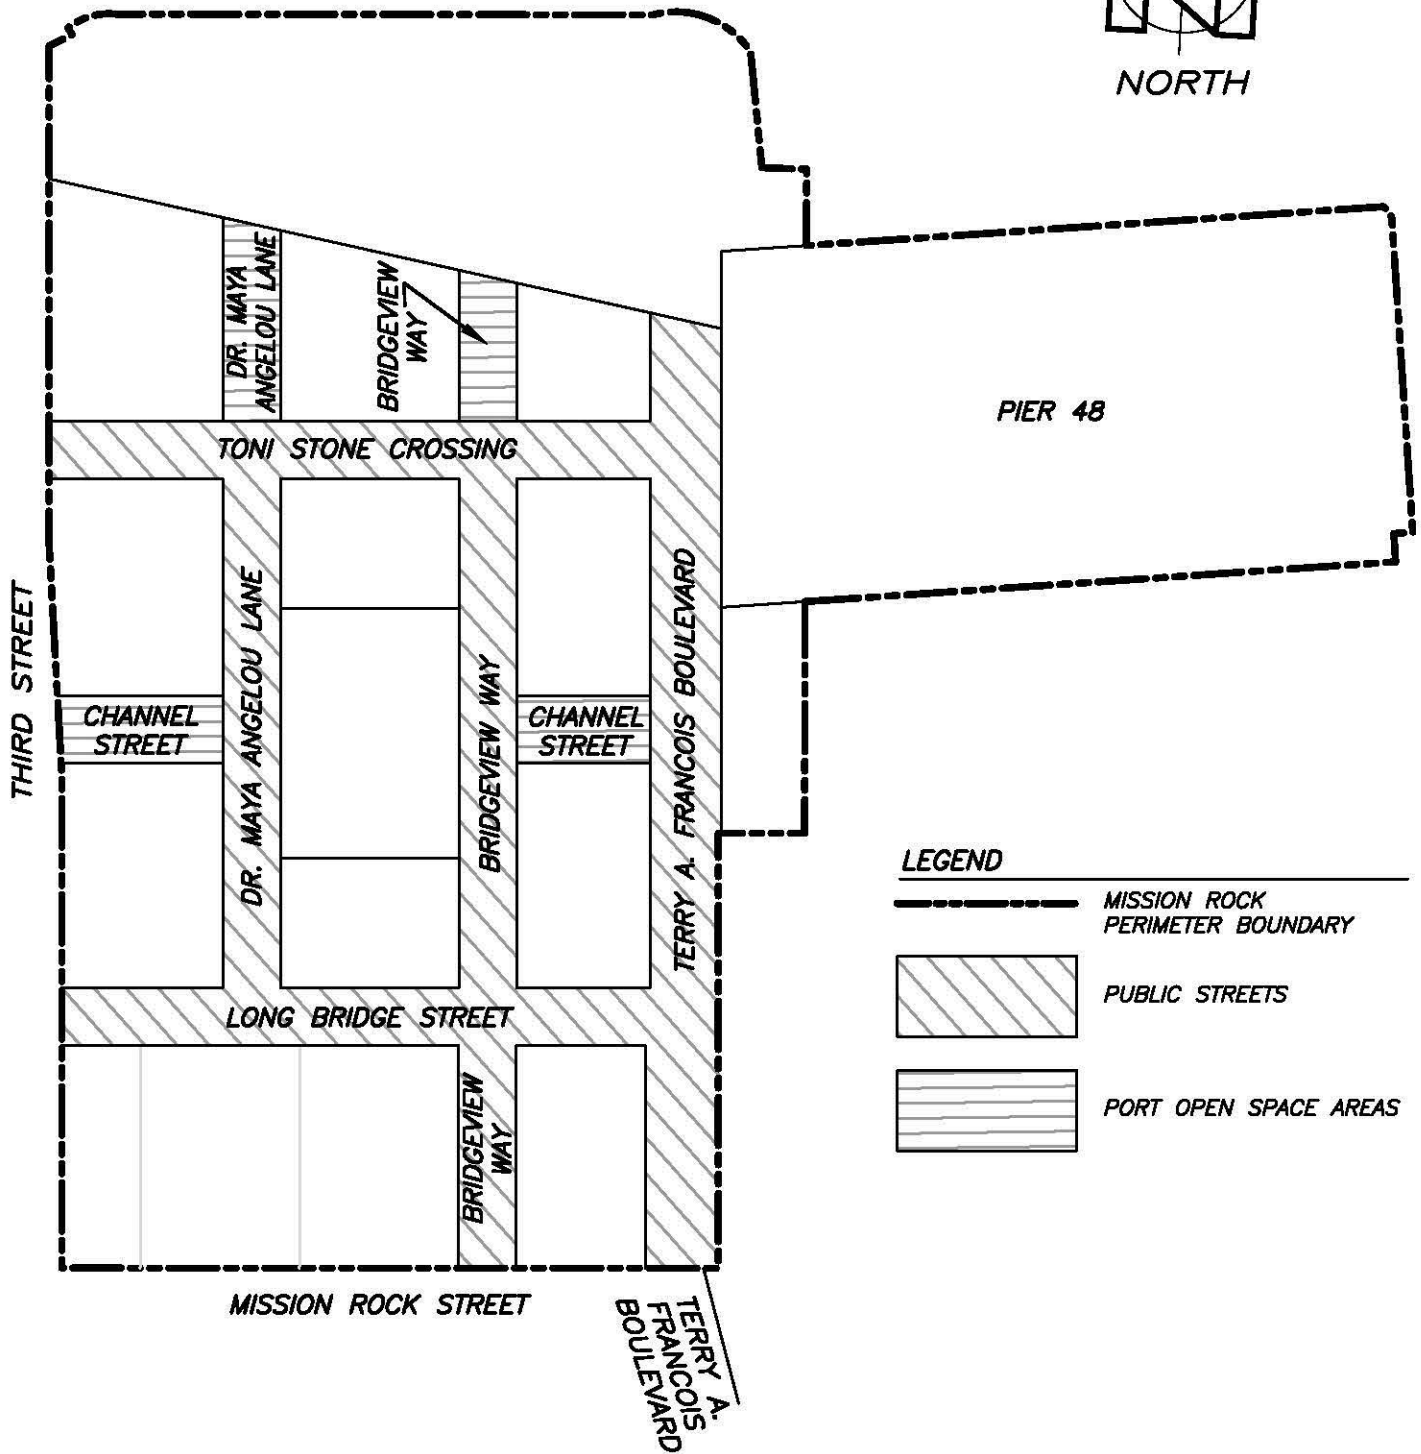 NORTH
DR. MAYA
ANGELOU LANE
BRIDGEVIEW
WAY
PIER 48
TONI STONE CROSSING
THIRD STREET
CHANNEL
STREET
DR. MAYA ANGELOU LANE
BRIDGEVIEW WAY
CHANNEL
STREET
TERRY A. FRANCOIS BOULEVARD
LEGEND
MISSION ROCK
PERIMETER BOUNDARY
PUBLIC STREETS
PORT OPEN SPACE AREAS
LONG BRIDGE STREET
BRIDGEVIEW
WAY
MISSION ROCK STREET
TERRY A.
FRANCOIS
BOULEVARD